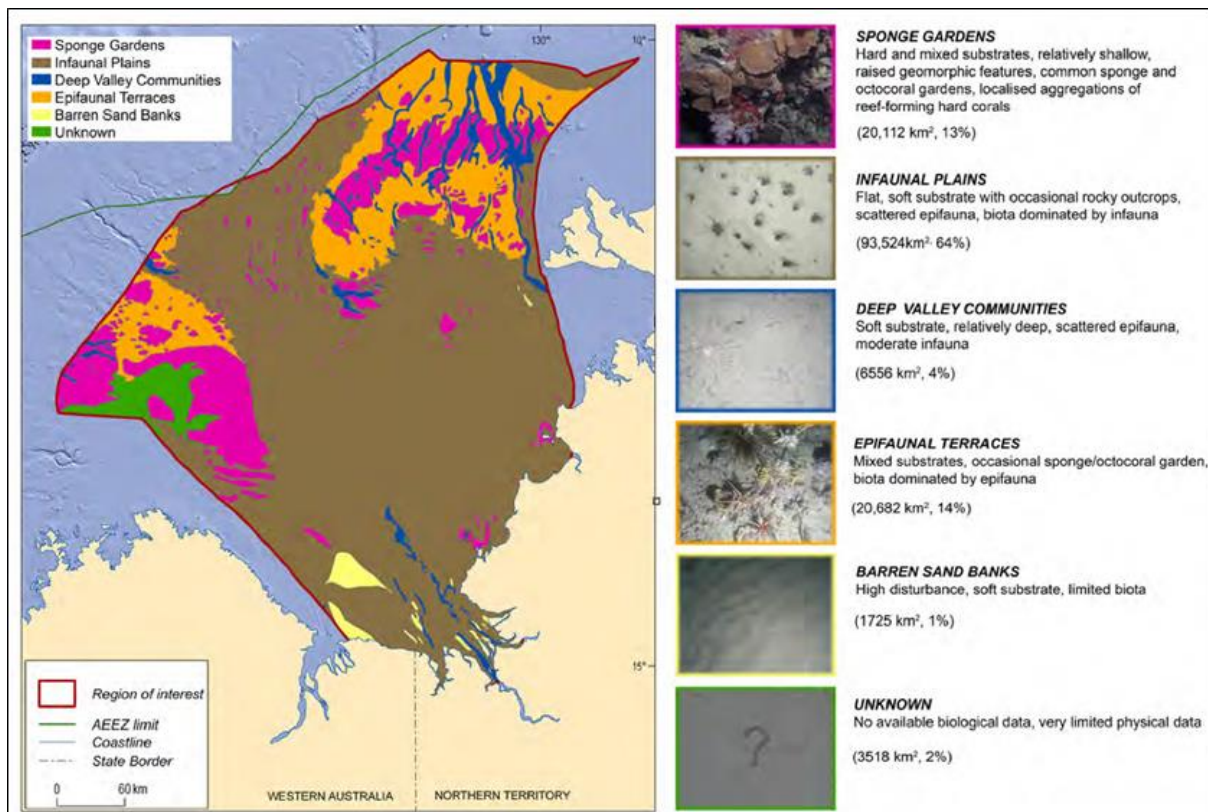 Sponge Gardens
Infaunal Plains
Deep Valley Communities
Epifaunal Terraces
Barren Sand Banks
Unknown
130°
10°
15°
Region of interest
AEEZ limit
Coastline
State Border
0 60 km
WESTERN AUSTRALIA
NORTHERN TERRITORY
SPONGE GARDENS
Hard and mixed substrates, relatively shallow,
raised geomorphic features, common sponge and
octocoral gardens, localised aggregations of
reef-forming hard corals
(20,112 km², 13%)
INFAUNAL PLAINS
Flat, soft substrate with occasional rocky outcrops,
scattered epifauna, biota dominated by infauna
(93,524km², 64%)
DEEP VALLEY COMMUNITIES
Soft substrate, relatively deep, scattered epifauna,
moderate infauna
(6556 km², 4%)
EPIFAUNAL TERRACES
Mixed substrates, occasional sponge/octocoral garden,
biota dominated by epifauna
(20,682 km², 14%)
BARREN SAND BANKS
High disturbance, soft substrate, limited biota
(1725 km², 1%)
?
UNKNOWN
No available biological data, very limited physical data
(3518 km², 2%)